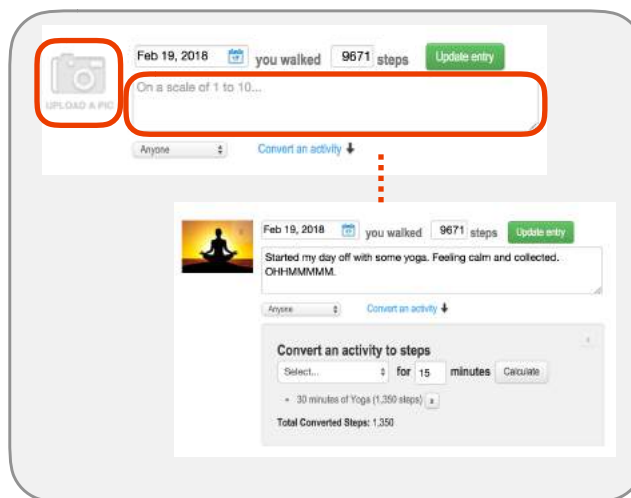 Feb 19, 2018 you walked 9671 steps Update entry
UPLOAD A PIC
On a scale of 1 to 10...
Anyone Convert an activity
Feb 19, 2018 you walked 9671 steps Update entry
Started my day off with some yoga. Feeling calm and collected.
OHHMMMMM.
Anyone Convert an activity
Convert an activity to steps
Select... for 15 minutes Calculate
30 minutes of Yoga (1,350 steps) x
Total Converted Steps: 1,350